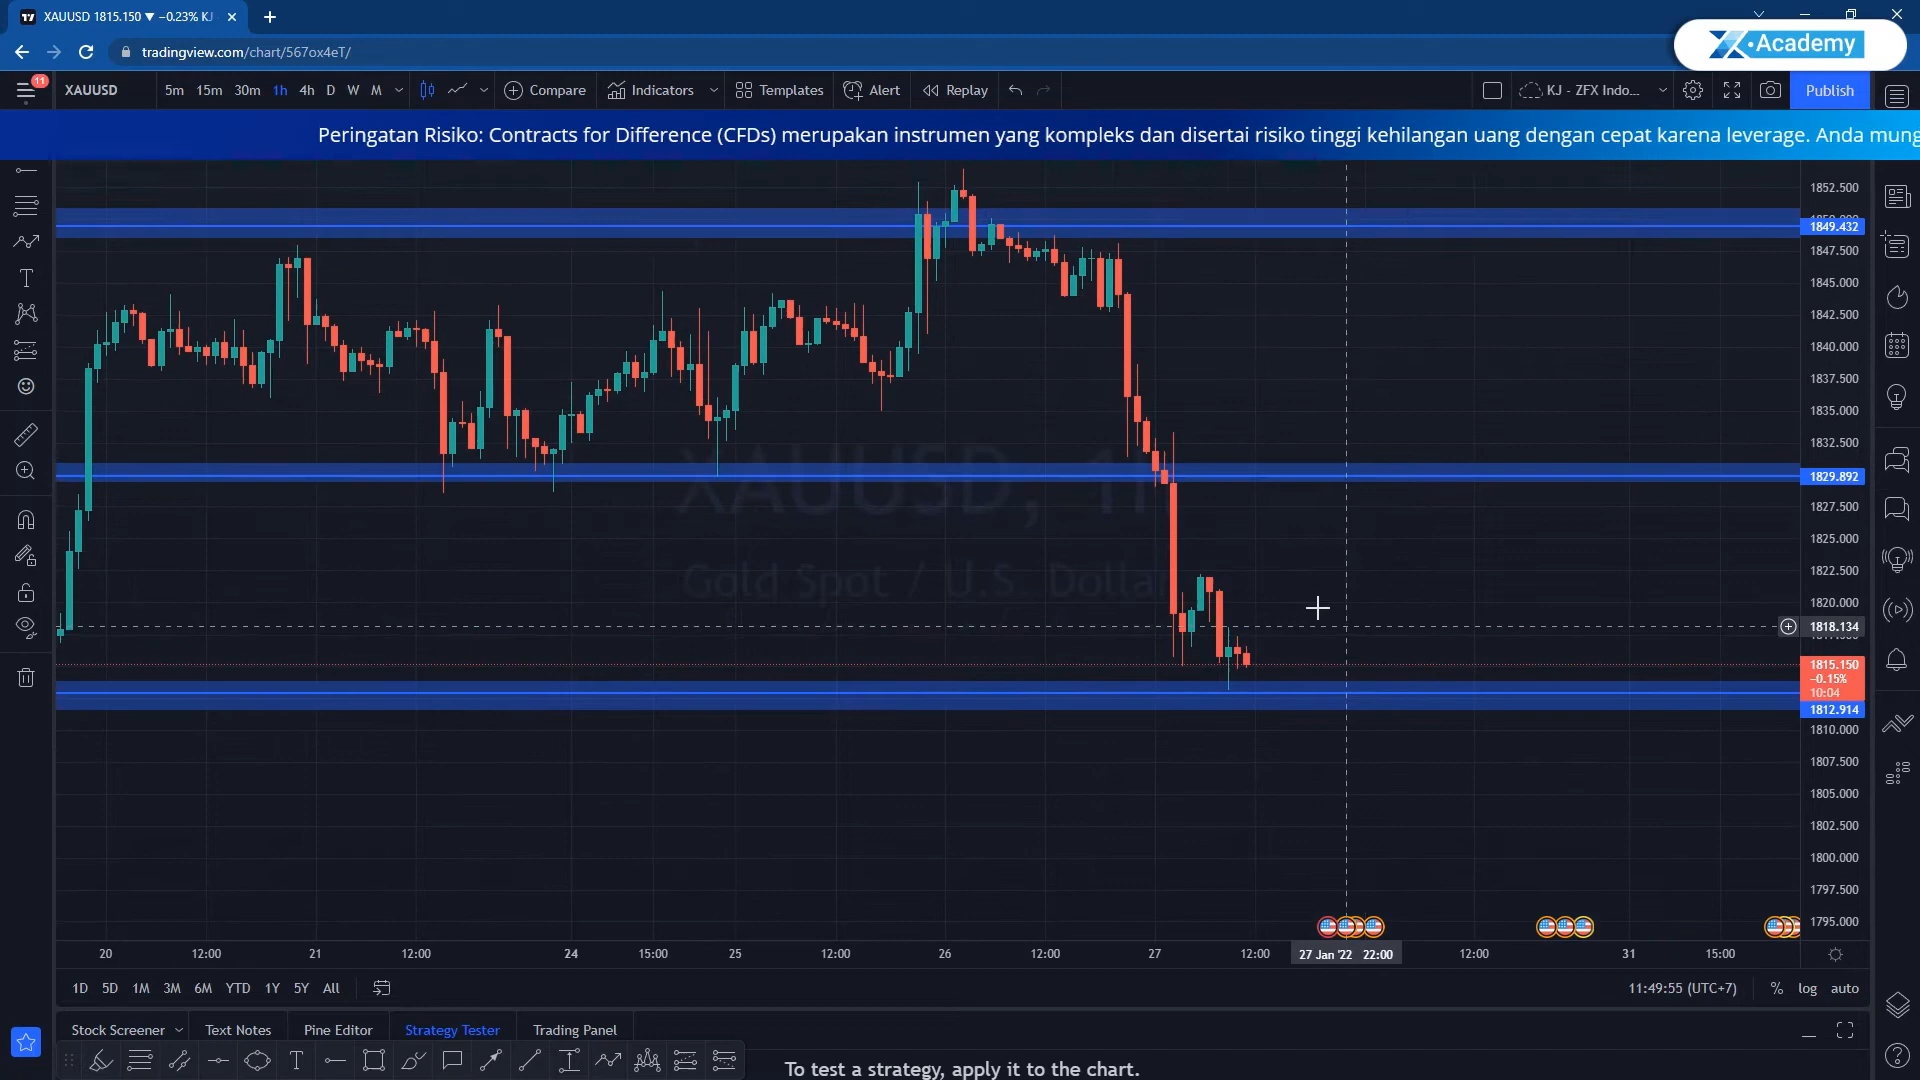 XAUUSD 1815.150 ▼ −0.23% KJ
tradingview.com/chart/567ox4eT/
Academy
11
XAUUSD 5m 15m 30m 1h 4h D W M Compare Indicators Templates Alert Replay KJ - ZFX Indo... Publish
Peringatan Risiko: Contracts for Difference (CFDs) merupakan instrumen yang kompleks dan disertai risiko tinggi kehilangan uang dengan cepat karena leverage. Anda mung
XAUUSD, 1h
Gold Spot / U.S. Dollar
1852.500
1849.432
1847.500
1845.000
1842.500
1840.000
1837.500
1835.000
1832.500
1829.892
1827.500
1825.000
1822.500
1820.000
1818.134
1815.150
−0.15%
10:04
1812.914
1810.000
1807.500
1805.000
1802.500
1800.000
1797.500
1795.000
20 12:00 21 12:00 24 15:00 25 12:00 26 12:00 27 12:00 27 Jan '22 22:00 12:00 31 15:00
1D 5D 1M 3M 6M YTD 1Y 5Y All 11:49:55 (UTC+7) % log auto
Stock Screener Text Notes Pine Editor Strategy Tester Trading Panel
To test a strategy, apply it to the chart.